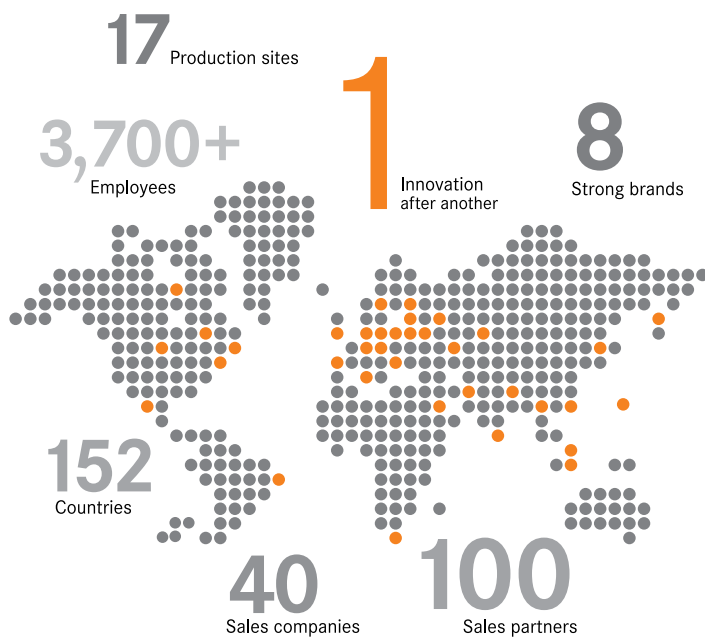 17 Production sites
3,700+
Employees
1
Innovation
after another
8
Strong brands
152
Countries
40
Sales companies
100
Sales partners